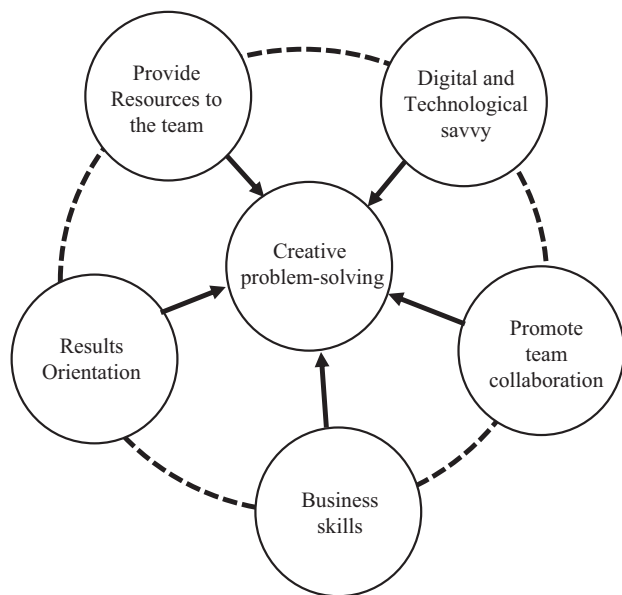 Provide
Resources to
the team
Digital and
Technological
savvy
Creative
problem-solving
Results
Orientation
Promote
team
collaboration
Business
skills